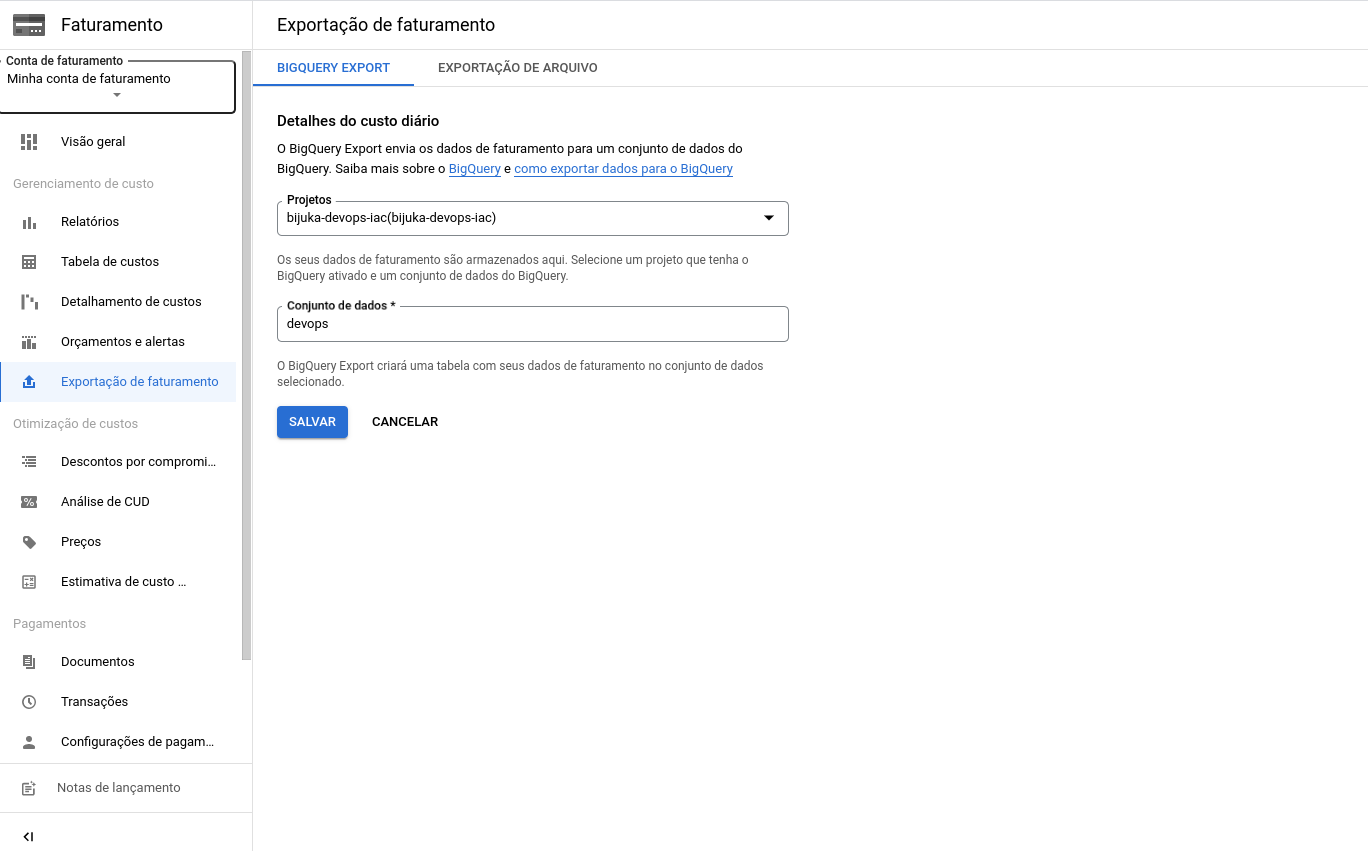 Faturamento
Conta de faturamento
Minha conta de faturamento
Visão geral
Gerenciamento de custo
Relatórios
Tabela de custos
Detalhamento de custos
Orçamentos e alertas
Exportação de faturamento
Otimização de custos
Descontos por compromi...
Análise de CUD
Preços
Estimativa de custo ...
Pagamentos
Documentos
Transações
Configurações de pagam...
Notas de lançamento
Exportação de faturamento
BIGQUERY EXPORT
EXPORTAÇÃO DE ARQUIVO
Detalhes do custo diário
O BigQuery Export envia os dados de faturamento para um conjunto de dados do
BigQuery. Saiba mais sobre o BigQuery e como exportar dados para o BigQuery
Projetos
bijuka-devops-iac(bijuka-devops-iac)
Os seus dados de faturamento são armazenados aqui. Selecione um projeto que tenha o
BigQuery ativado e um conjunto de dados do BigQuery.
Conjunto de dados *
devops
O BigQuery Export criará uma tabela com seus dados de faturamento no conjunto de dados
selecionado.
SALVAR
CANCELAR